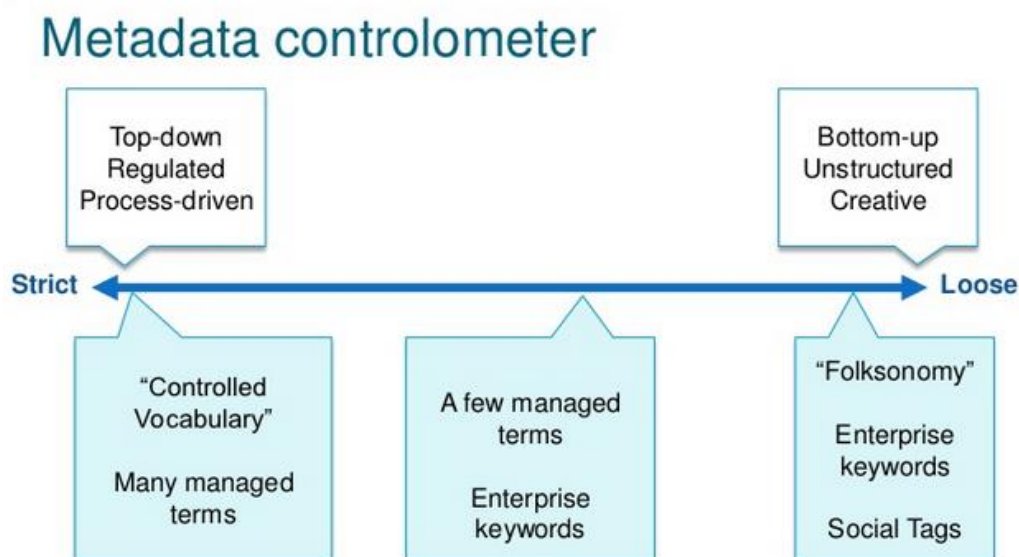 Metadata controlometer
Top-down
Regulated
Process-driven
Bottom-up
Unstructured
Creative
Strict
Loose
“Controlled
Vocabulary”
Many managed
terms
A few managed
terms
Enterprise
keywords
“Folksonomy”
Enterprise
keywords
Social Tags